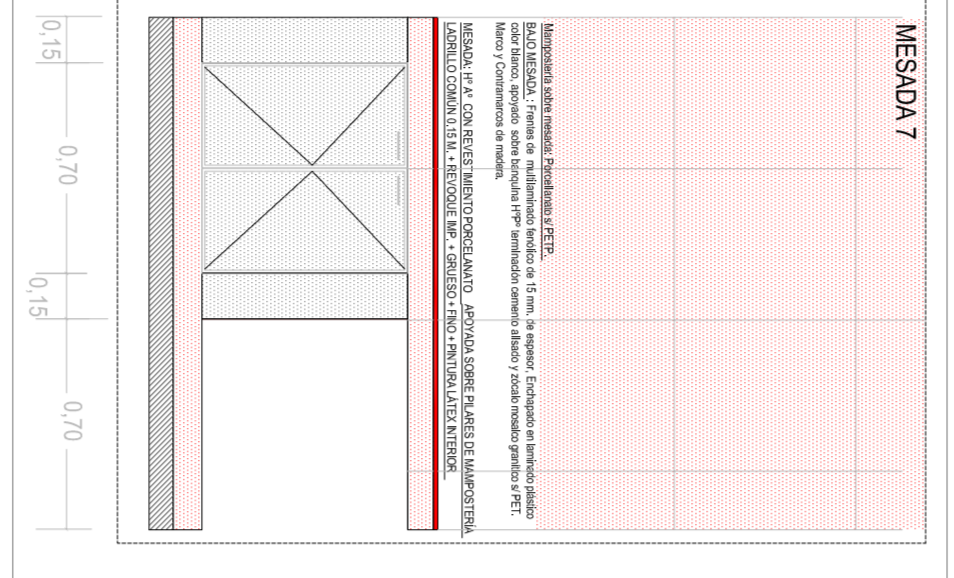 MESADA 7
Mampostería sobre mesada: Porcellanato s/PETP.
BAJO MESADA : Frentes de multilaminado fenólico de 15 mm. de espesor. Enchapado en laminado plástico
color blanco, apoyado sobre banquina HºPº terminación cemento alisado y zócalo mosaico granítico s/ PET.
Marco y Contramarcos de madera.
MESADA: Hº Aº CON REVESTIMIENTO PORCELANATO APOYADA SOBRE PILARES DE MAMPOSTERÍA
LADRILLO COMÚN 0,15 M. + REVOQUE IMP. + GRUESO + FINO + PINTURA LÁTEX INTERIOR
0,15
0,70
0,15
0,70